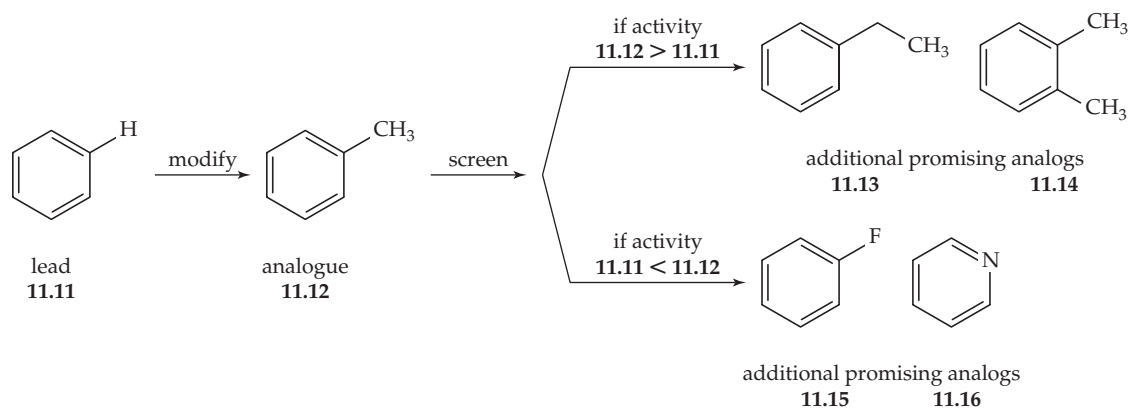 H
lead
11.11
modify
CH3
analogue
11.12
screen
if activity
11.12 > 11.11
CH3
CH3
CH3
additional promising analogs
11.13 11.14
if activity
11.11 < 11.12
F
N
additional promising analogs
11.15 11.16